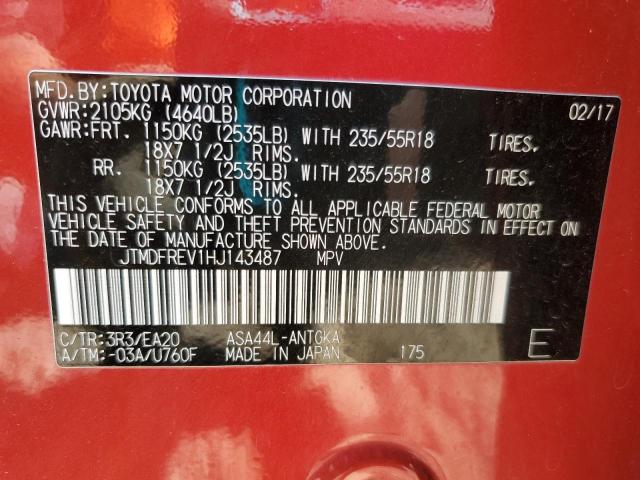 MFD.BY:TOYOTA MOTOR CORPORATION 02/17
GVWR:2105KG (4640LB)
GAWR:FRT. 1150KG (2535LB) WITH 235/55R18 TIRES,
18X7 1/2J RIMS.
RR. 1150KG (2535LB) WITH 235/55R18 TIRES,
18X7 1/2J RIMS.
THIS VEHICLE CONFORMS TO ALL APPLICABLE FEDERAL MOTOR
VEHICLE SAFETY AND THEFT PREVENTION STANDARDS IN EFFECT ON
THE DATE OF MANUFACTURE SHOWN ABOVE.
JTMDFREV1HJ143487 MPV
C/TR:3R3/EA20 ASA44L-ANTGKA
A/TM:-03A/U760F MADE IN JAPAN 175 E